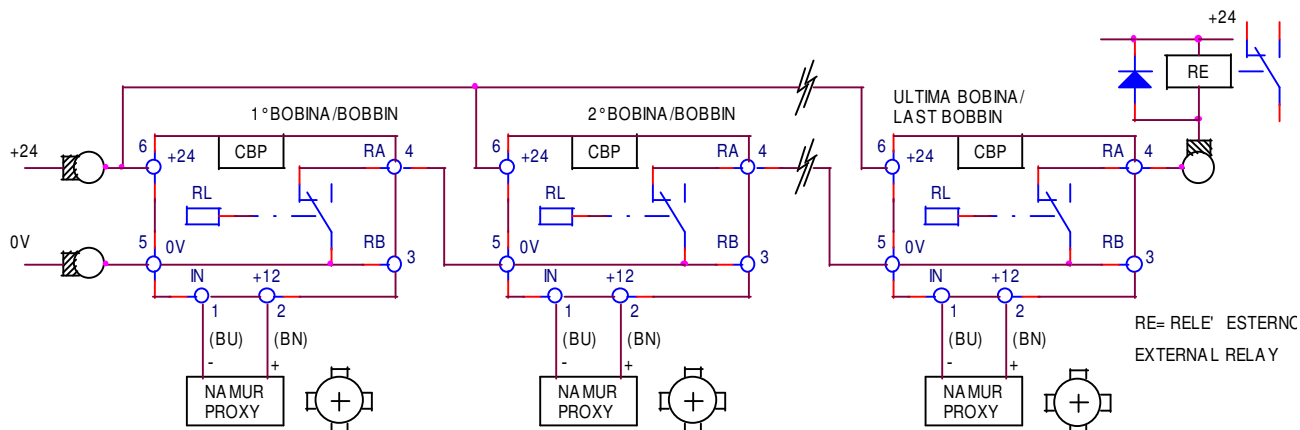 +24
RE
1°BOBINA/BOBBIN
2°BOBINA/BOBBIN
ULTIMA BOBINA/
LAST BOBBIN
+24
6
+24
CBP
RA
4
6
+24
CBP
RA
4
6
+24
CBP
RA
4
RL
RL
RL
0V
5
0V
RB
3
5
0V
RB
3
5
0V
RB
3
IN
+12
IN
+12
IN
+12
1
2
1
2
1
2
(BU)
(BN)
(BU)
(BN)
(BU)
(BN)
-
+
-
+
-
+
RE= RELE' ESTERNO
EXTERNAL RELAY
NAMUR
PROXY
NAMUR
PROXY
NAMUR
PROXY